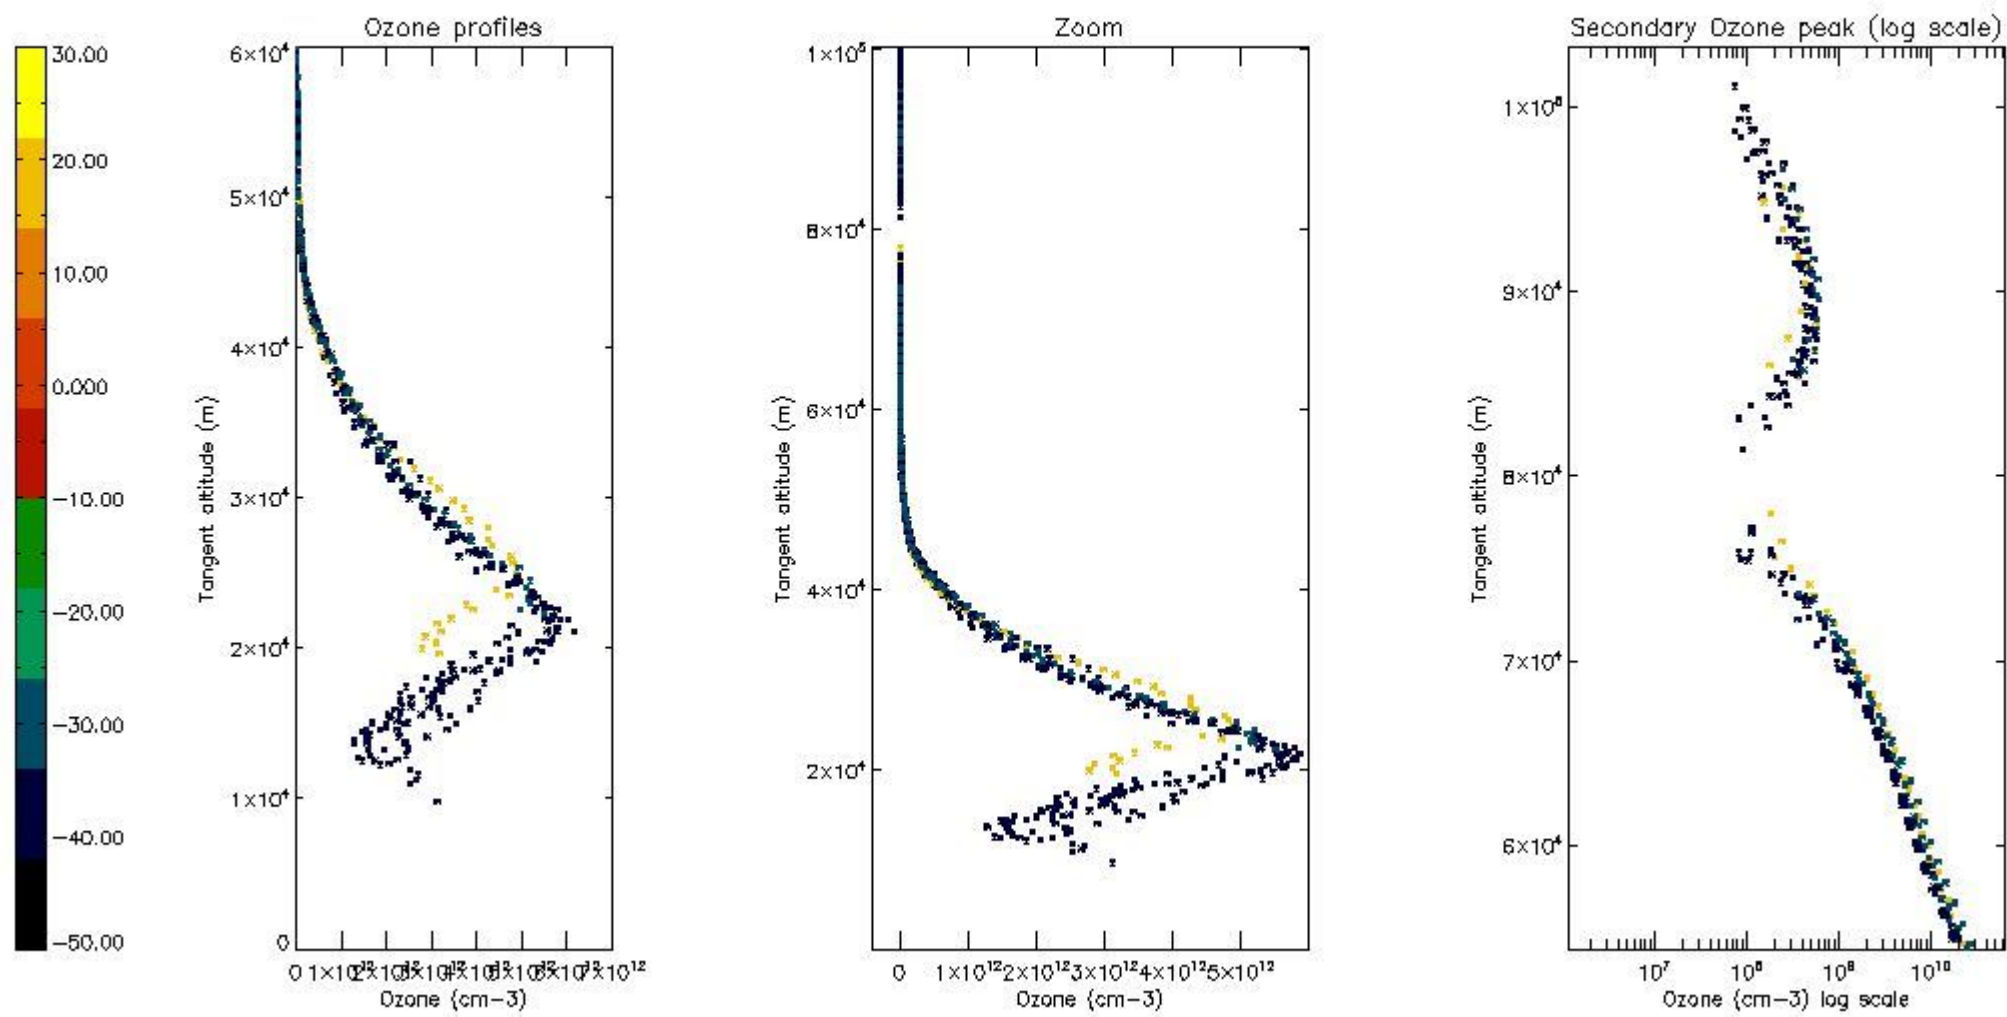 Ozone profiles
Zoom
Secondary Ozone peak (log scale)
30.00
20.00
10.00
0.000
-10.00
-20.00
-30.00
-40.00
-50.00
Tangent altitude (m)
6×10⁴
5×10⁴
4×10⁴
3×10⁴
2×10⁴
1×10⁴
0
0
7×10¹²
Ozone (cm-3)
Tangent altitude (m)
1×10⁵
8×10⁴
6×10⁴
4×10⁴
2×10⁴
0 1×10¹² 2×10¹² 3×10¹² 4×10¹² 5×10¹²
Ozone (cm-3)
Tangent altitude (m)
1×10⁵
9×10⁴
8×10⁴
7×10⁴
6×10⁴
10⁷ 10⁸ 10⁹ 10¹⁰
Ozone (cm-3) log scale